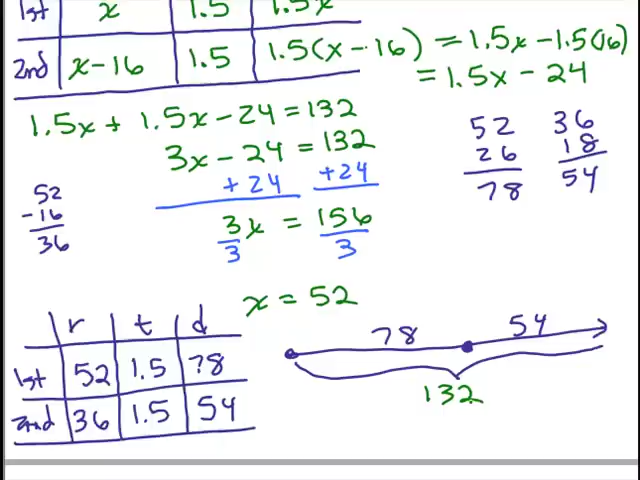 1st x 1.5 1.5x
2nd x-16 1.5 1.5(x-16) = 1.5x-1.5(16)
= 1.5x - 24
1.5x + 1.5x - 24 = 132
3x - 24 = 132
+24 +24
3x = 156
3 3
x = 52
52
-16
36
52
26
78
36
18
54
r t d
1st 52 1.5 78
2nd 36 1.5 54
78 54
132